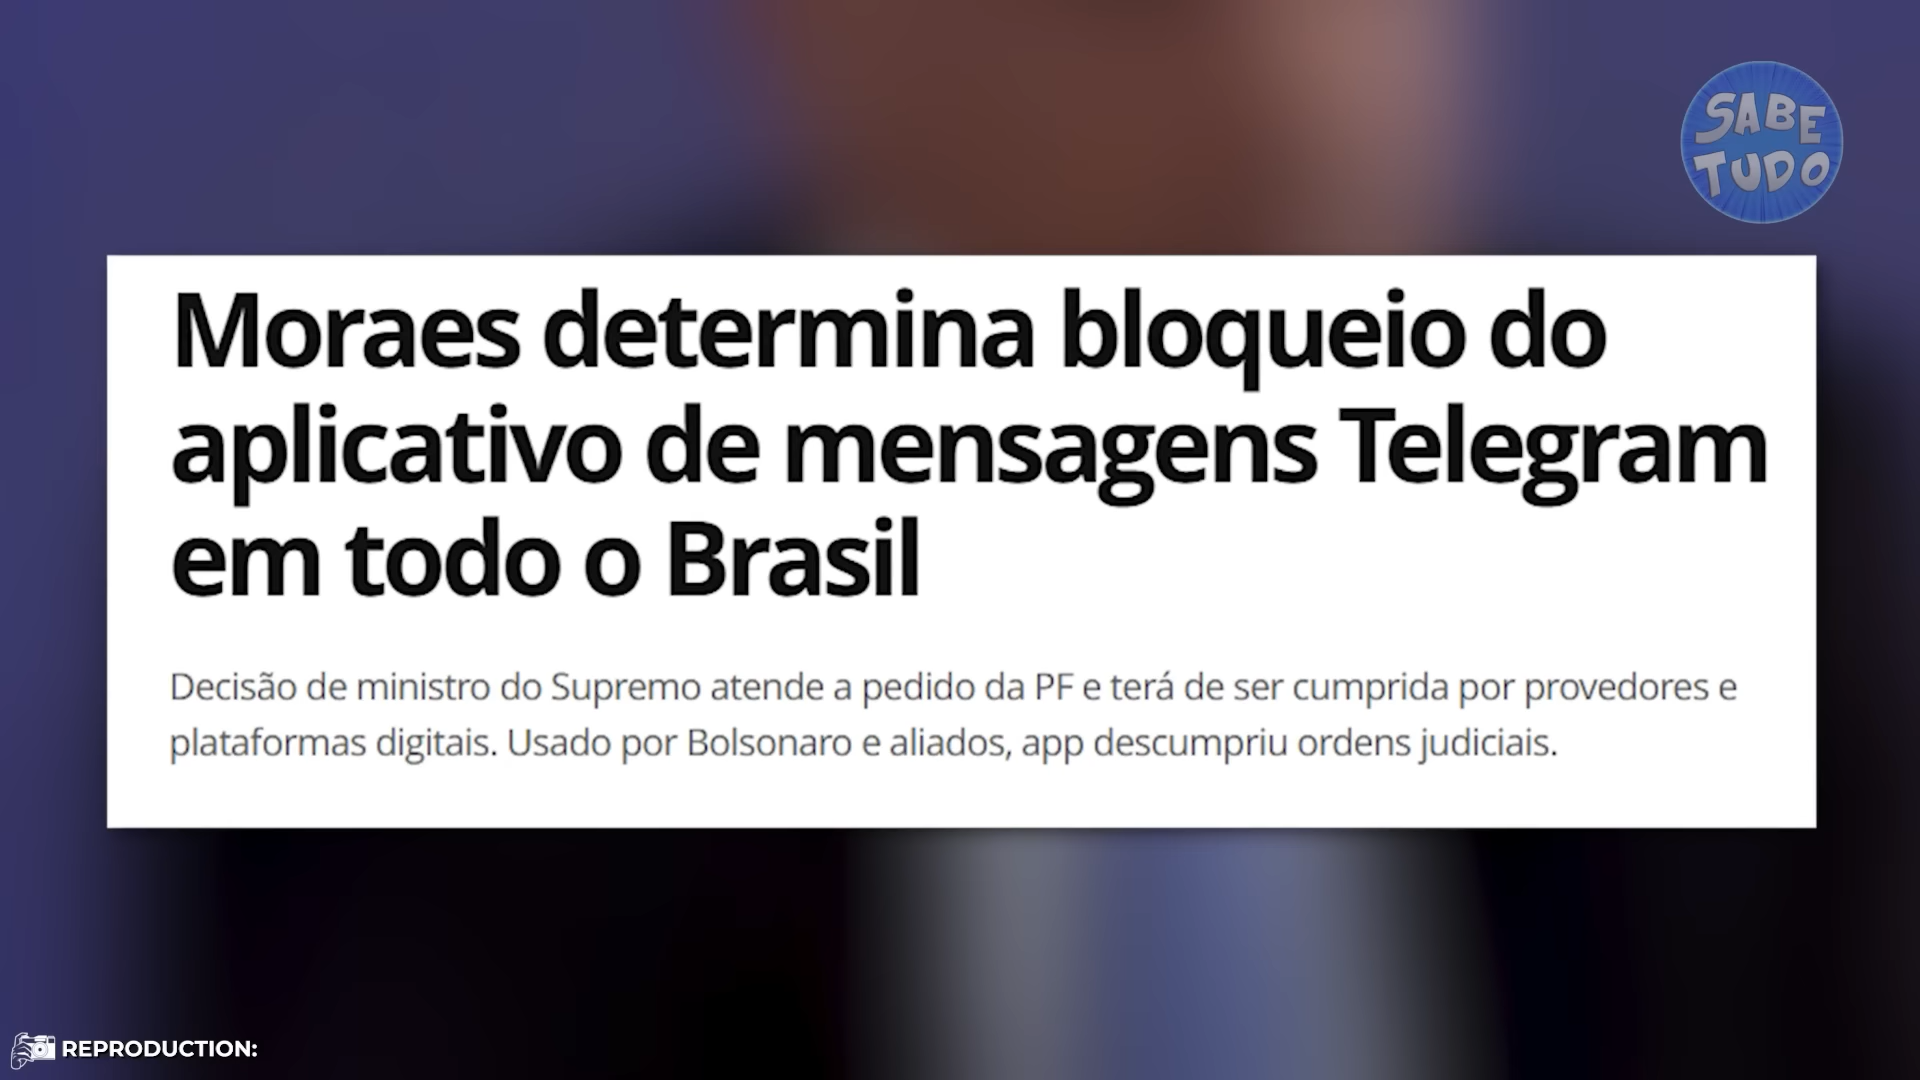 SABE
TUDO
Moraes determina bloqueio do
aplicativo de mensagens Telegram
em todo o Brasil
Decisão de ministro do Supremo atende a pedido da PF e terá de ser cumprida por provedores e
plataformas digitais. Usado por Bolsonaro e aliados, app descumpriu ordens judiciais.
REPRODUCTION: